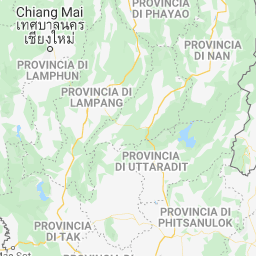 PROVINCIA
DI PHAYAO
Chiang Mai
เทศบาลนคร
เชียงใหม่
PROVINCIA
DI NAN
PROVINCIA
DI LAMPHUN
PROVINCIA DI
LAMPANG
PROVINCIA
DI UTTARADIT
PROVINCIA DI
PHITSANULOK
PROVINCIA
DI TAK